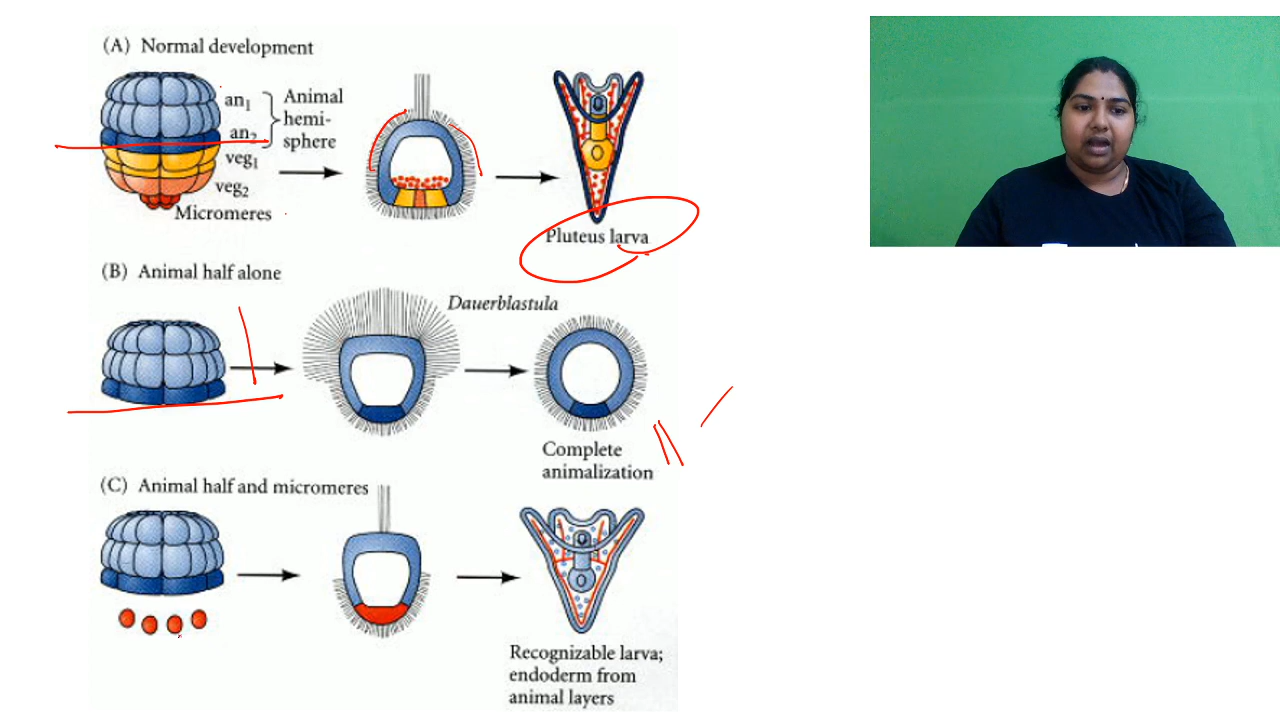 (A) Normal development
an1
Animal
hemi-
sphere
an2
veg1
veg2
Micromeres
Pluteus larva
(B) Animal half alone
Dauerblastula
Complete
animalization
(C) Animal half and micromeres
Recognizable larva;
endoderm from
animal layers